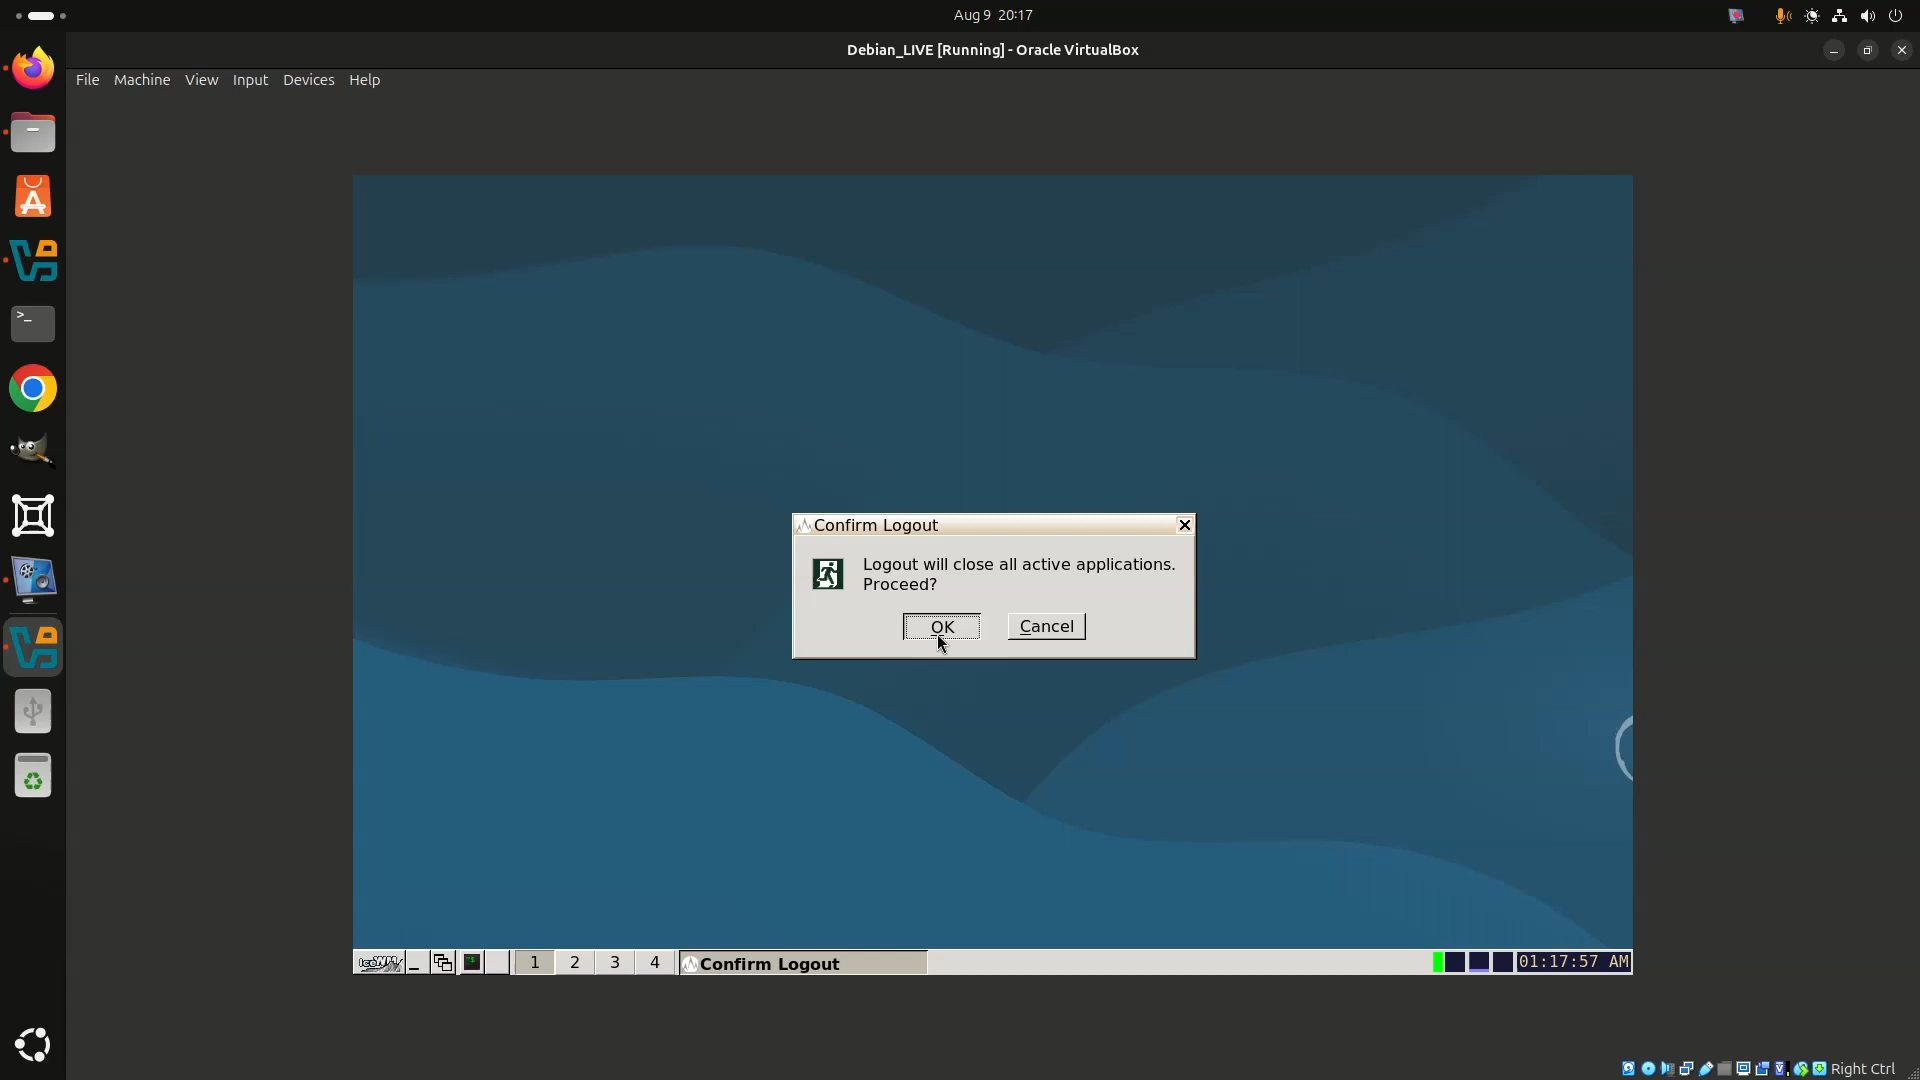 Aug 9 20:17
Debian_LIVE [Running] - Oracle VirtualBox
File Machine View Input Devices Help
Confirm Logout
Logout will close all active applications.
Proceed?
OK Cancel
IceWM 1 2 3 4 Confirm Logout 01:17:57 AM
Right Ctrl